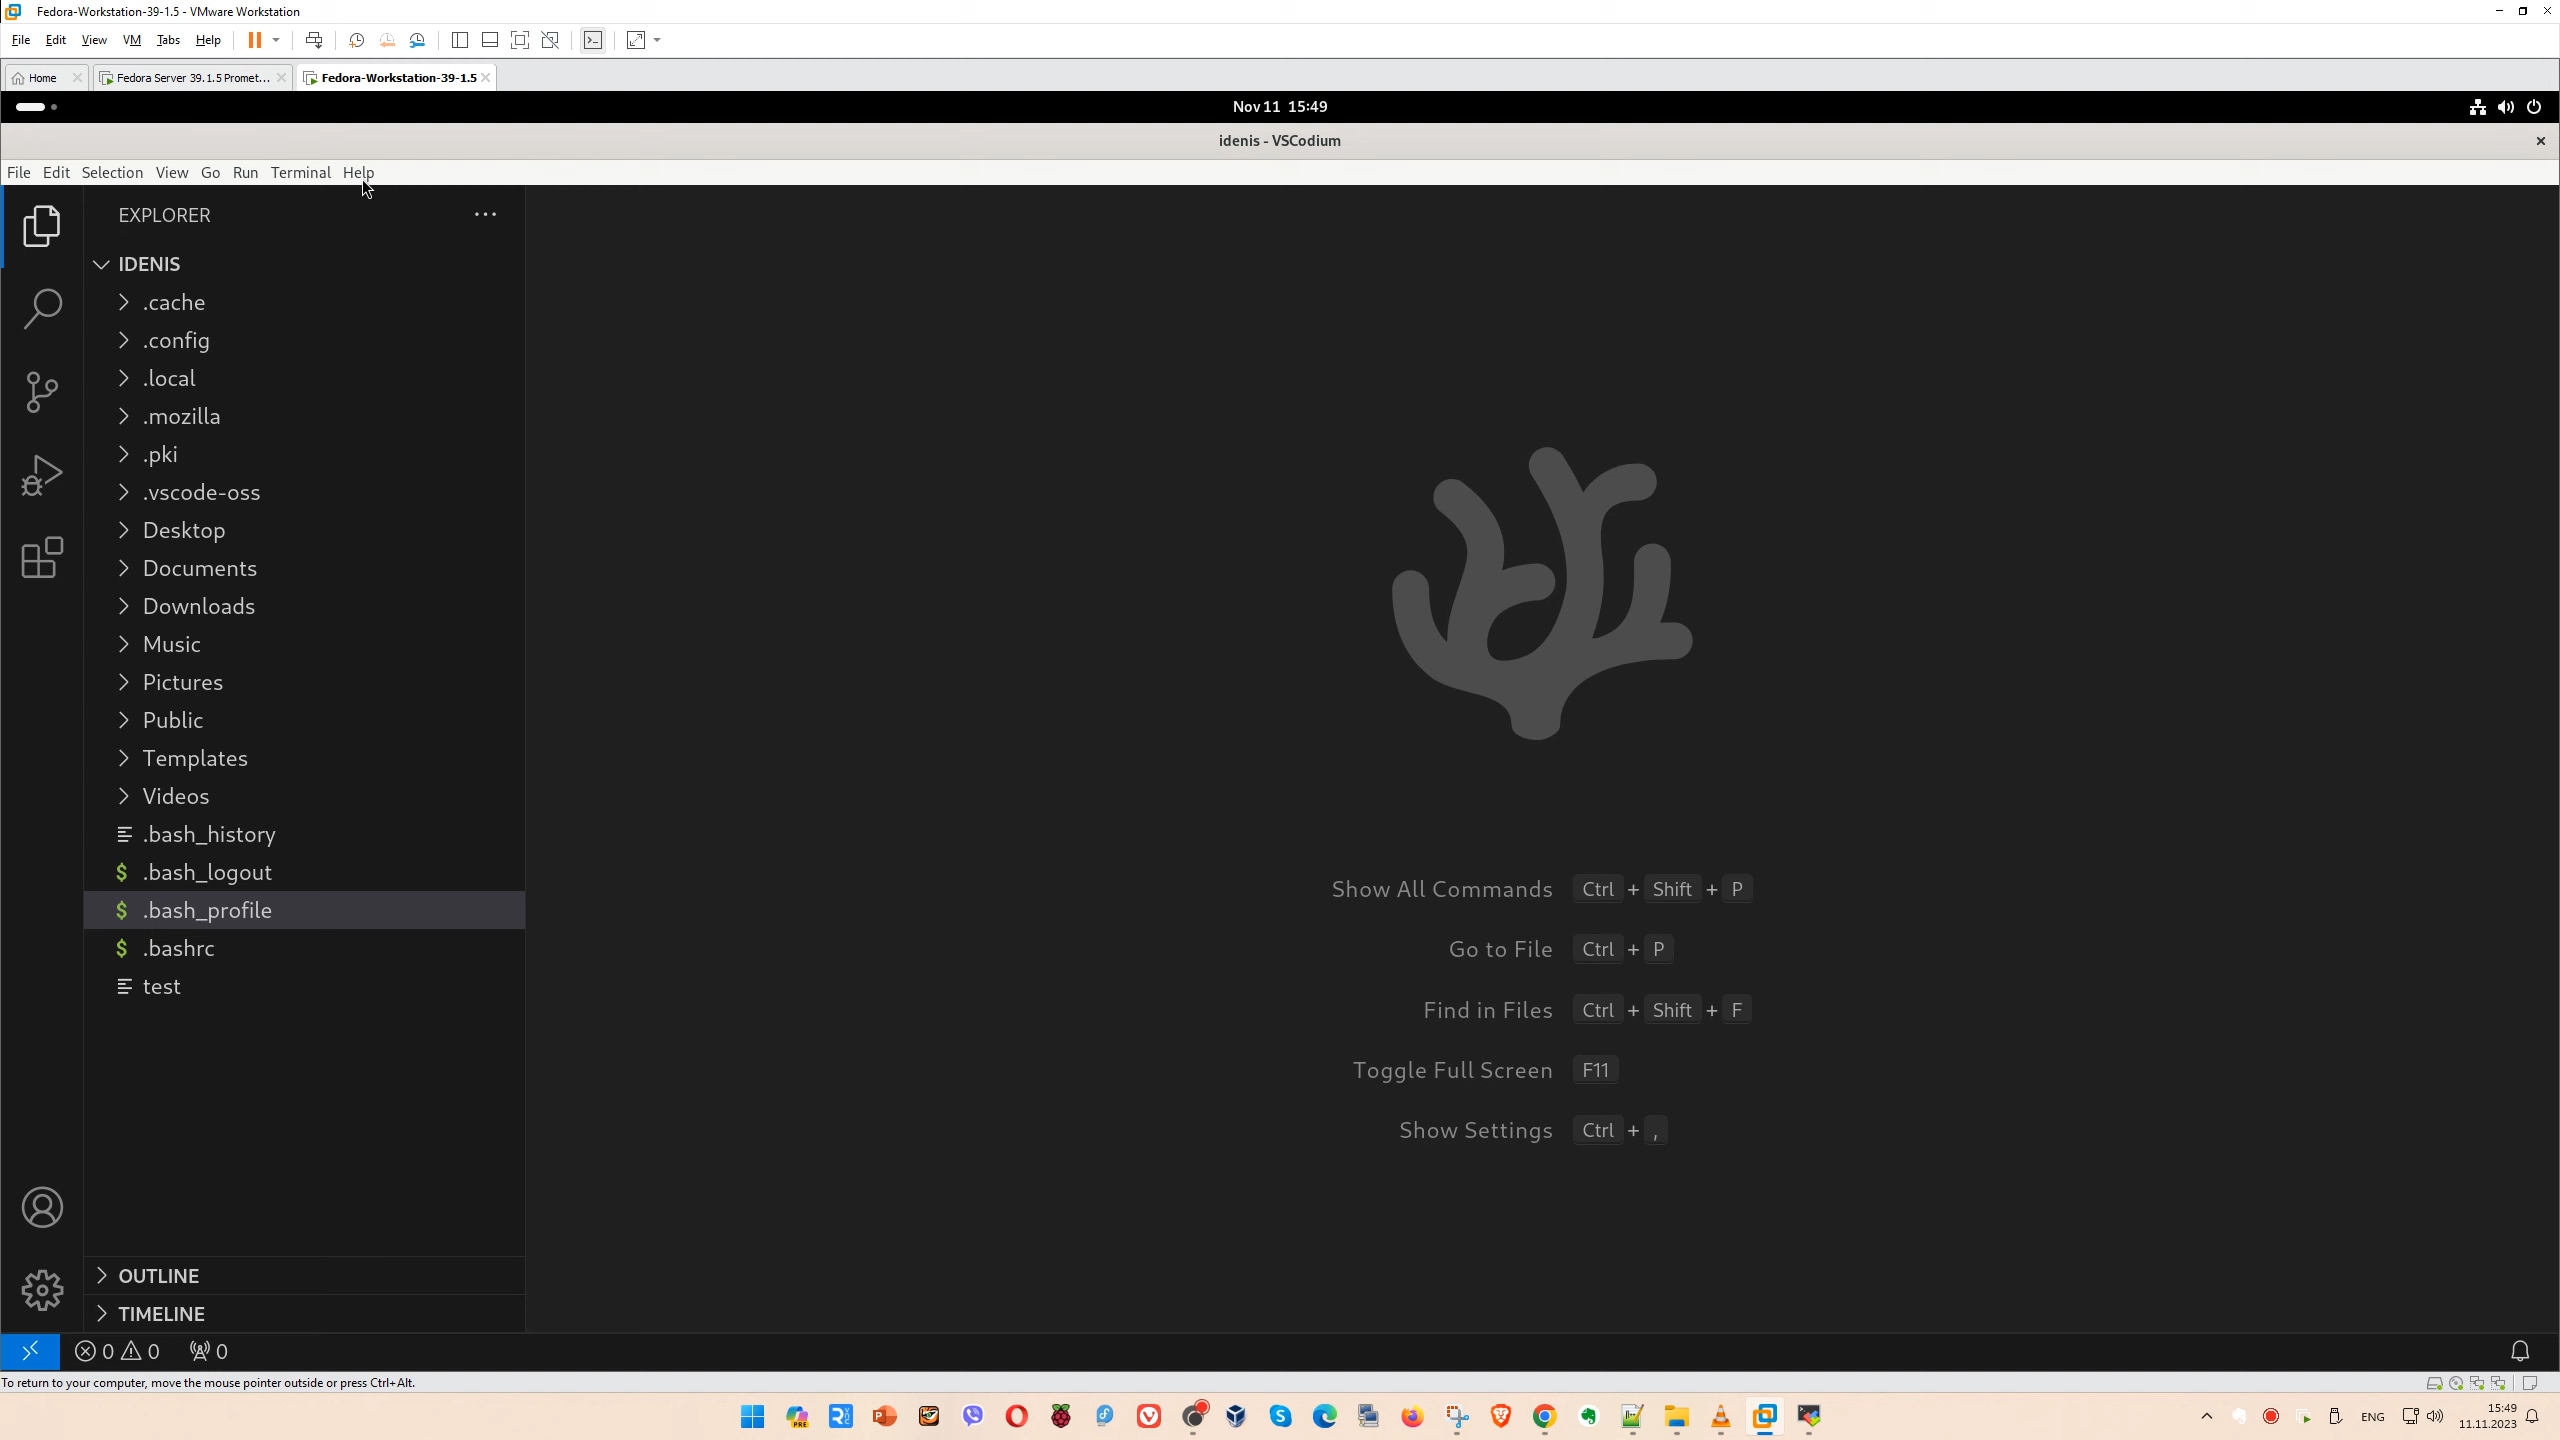 Fedora-Workstation-39-1.5 - VMware Workstation
File Edit View VM Tabs Help
Home Fedora Server 39.1.5 Promet... Fedora-Workstation-39-1.5
Nov 11 15:49
idenis - VSCodium
File Edit Selection View Go Run Terminal Help
EXPLORER
IDENIS
.cache
.config
.local
.mozilla
.pki
.vscode-oss
Desktop
Documents
Downloads
Music
Pictures
Public
Templates
Videos
.bash_history
$ .bash_logout
$ .bash_profile
$ .bashrc
test
Show All Commands Ctrl + Shift + P
Go to File Ctrl + P
Find in Files Ctrl + Shift + F
Toggle Full Screen F11
Show Settings Ctrl + ,
OUTLINE
TIMELINE
0 0 0
To return to your computer, move the mouse pointer outside or press Ctrl+Alt.
ENG
15:49
11.11.2023